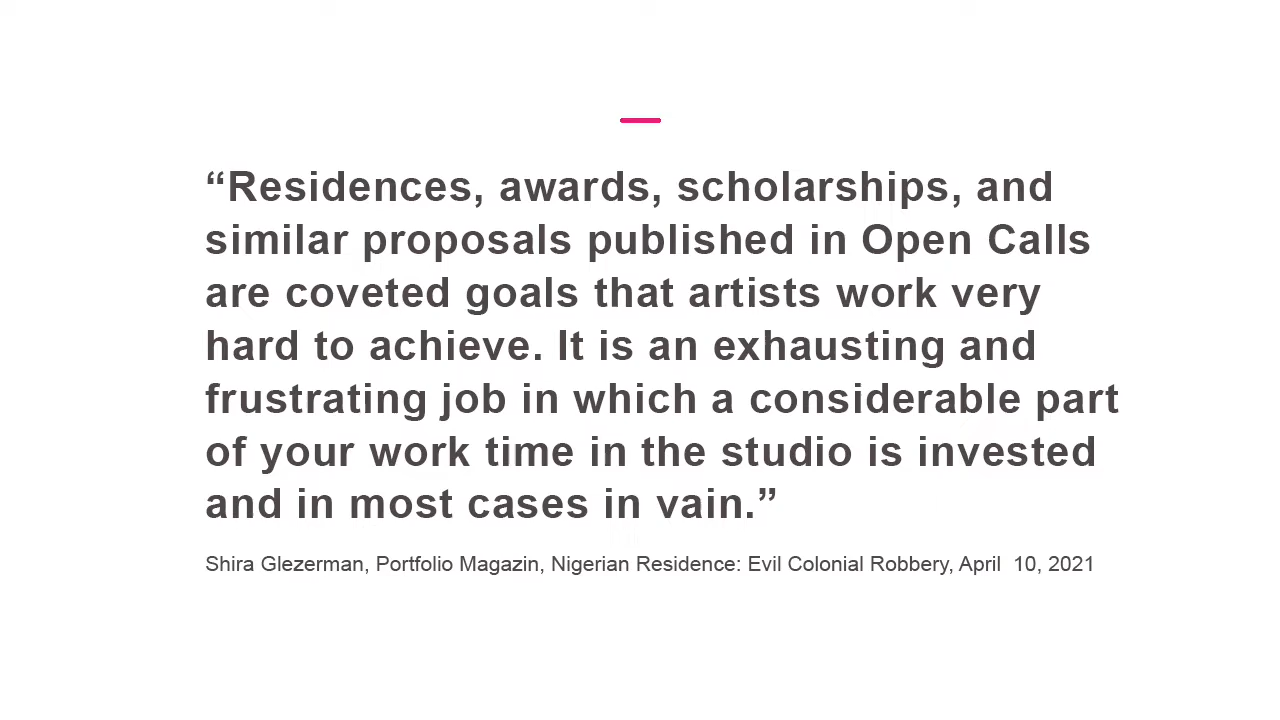 “Residences, awards, scholarships, and
similar proposals published in Open Calls
are coveted goals that artists work very
hard to achieve. It is an exhausting and
frustrating job in which a considerable part
of your work time in the studio is invested
and in most cases in vain.”
Shira Glezerman, Portfolio Magazin, Nigerian Residence: Evil Colonial Robbery, April  10, 2021